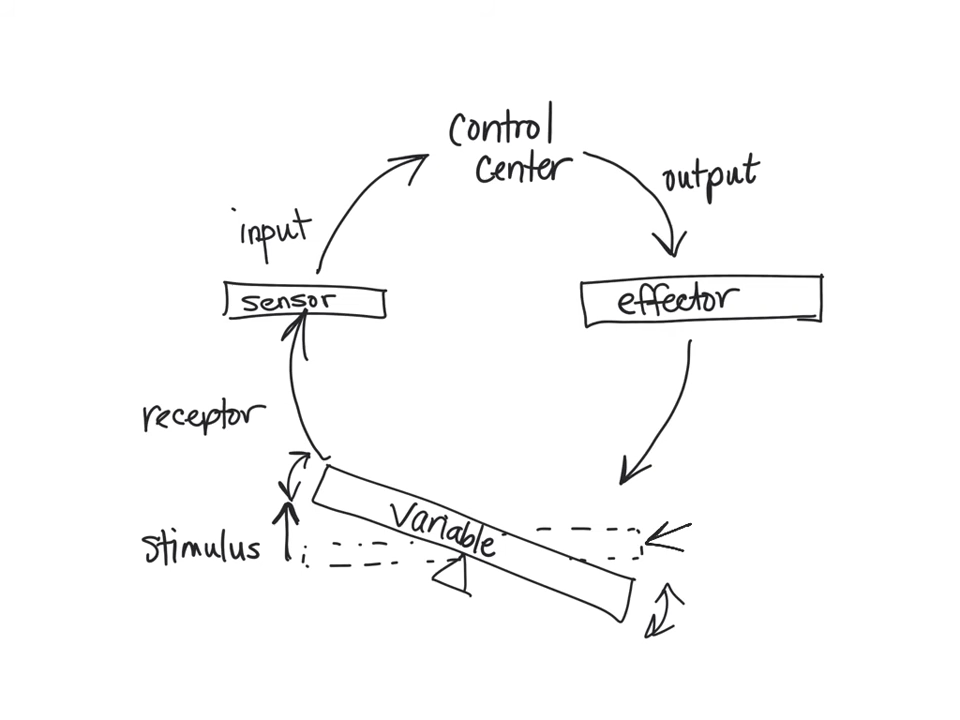 control
center
output
input
sensor
effector
receptor
variable
stimulus